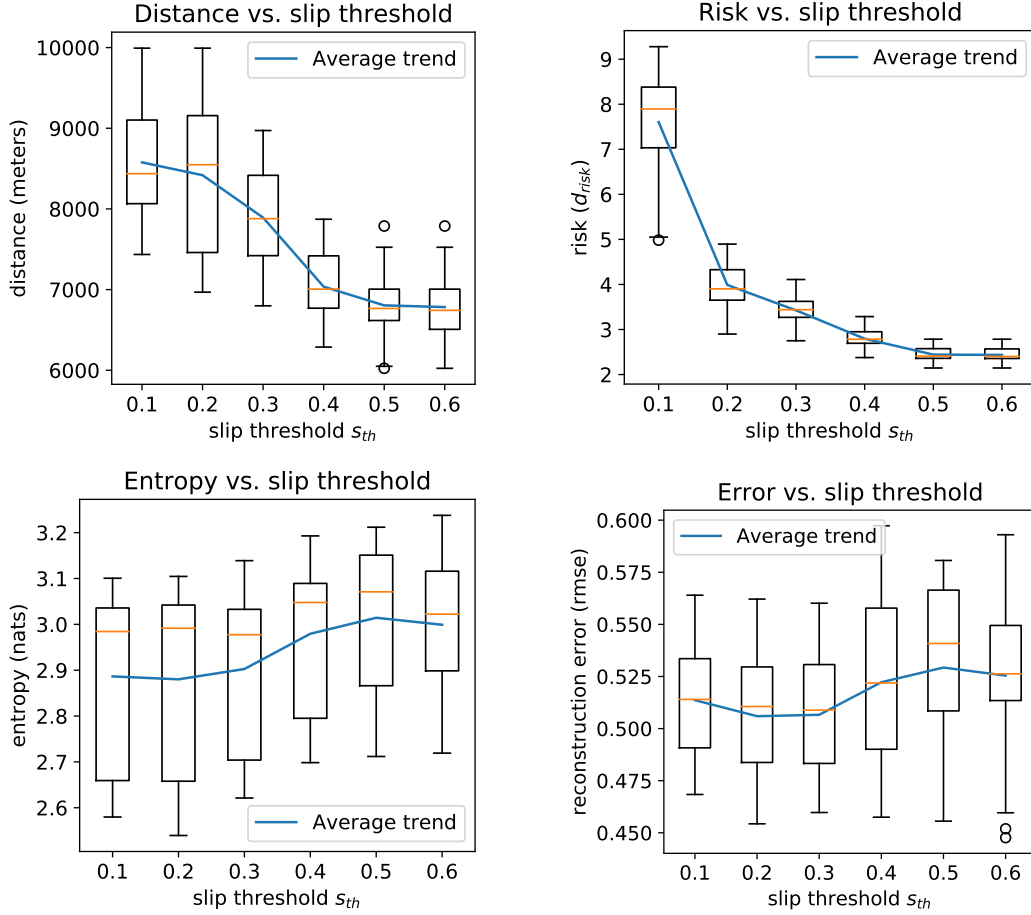 Distance vs. slip threshold
Average trend
distance (meters)
10000
9000
8000
7000
6000
0.1 0.2 0.3 0.4 0.5 0.6
slip threshold s_th
Risk vs. slip threshold
Average trend
risk (d_risk)
9
8
7
6
5
4
3
2
0.1 0.2 0.3 0.4 0.5 0.6
slip threshold s_th
Entropy vs. slip threshold
entropy (nats)
3.2
3.1
3.0
2.9
2.8
2.7
2.6
Average trend
0.1 0.2 0.3 0.4 0.5 0.6
slip threshold s_th
Error vs. slip threshold
Average trend
reconstruction error (rmse)
0.600
0.575
0.550
0.525
0.500
0.475
0.450
0.1 0.2 0.3 0.4 0.5 0.6
slip threshold s_th